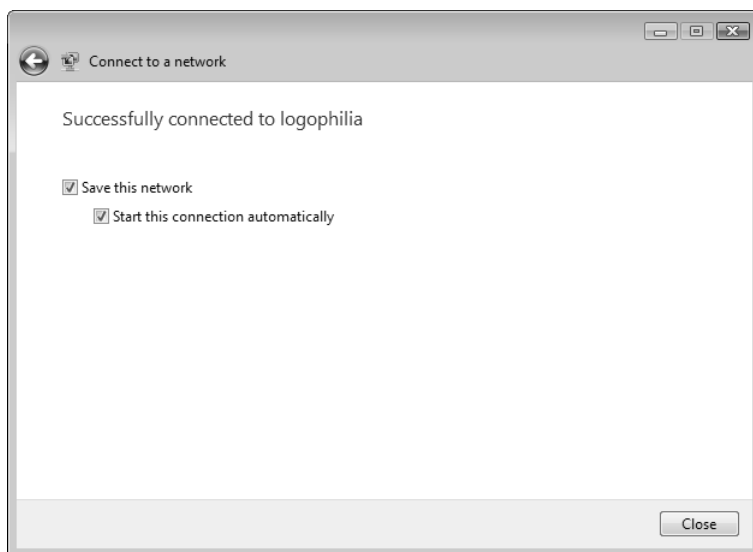 Connect to a network
Successfully connected to logophilia
Save this network
Start this connection automatically
Close